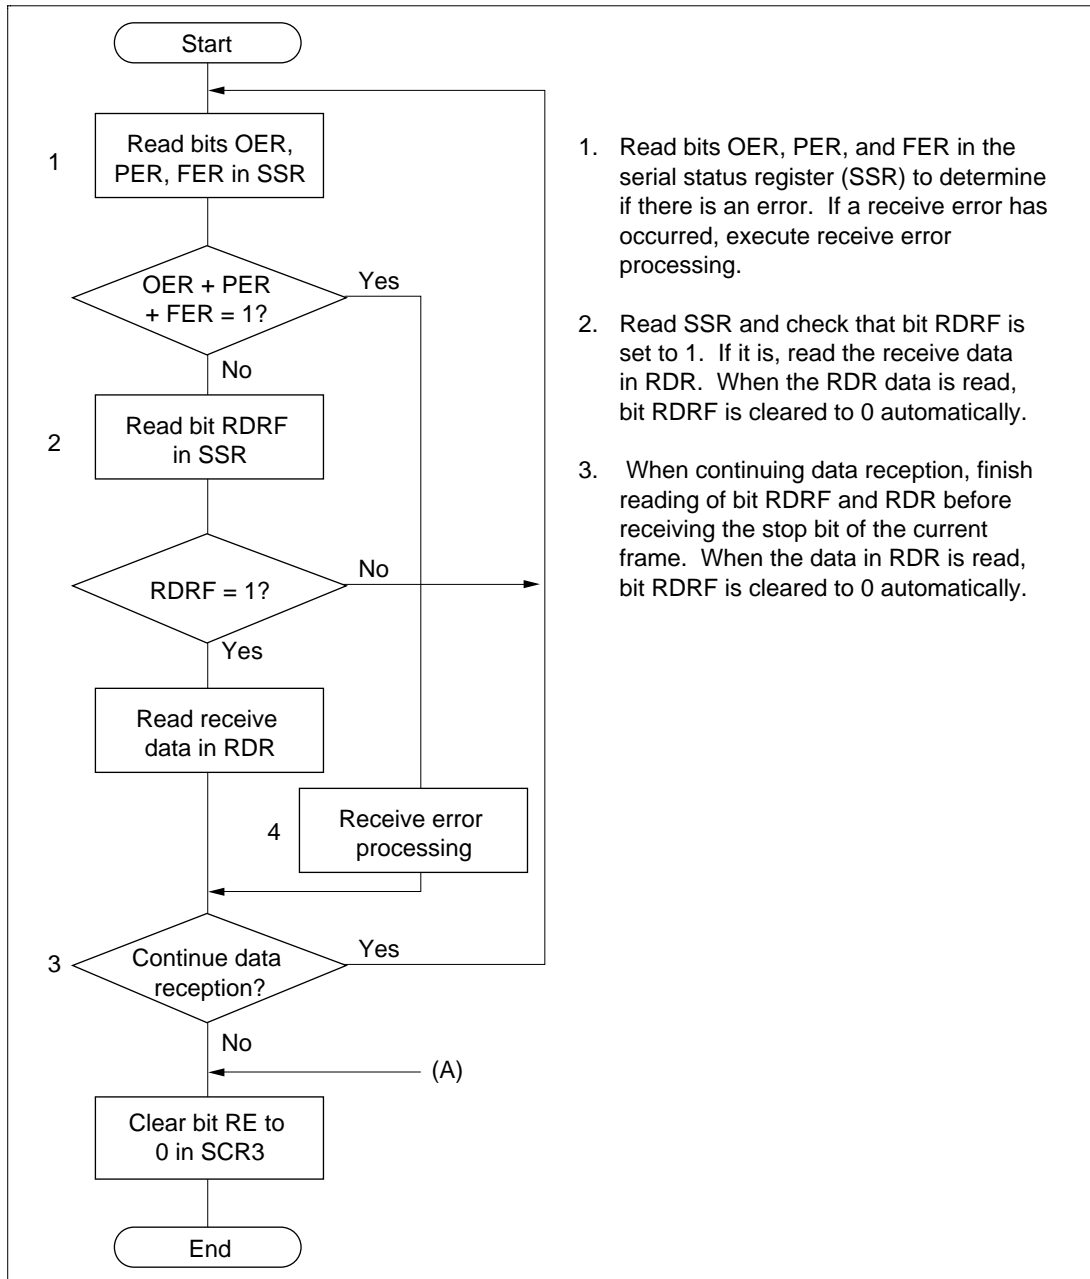 Start
1
Read bits OER,
PER, FER in SSR
OER + PER
+ FER = 1?
Yes
No
2
Read bit RDRF
in SSR
RDRF = 1?
No
Yes
Read receive
data in RDR
4
Receive error
processing
3
Continue data
reception?
Yes
No
(A)
Clear bit RE to
0 in SCR3
End
1. Read bits OER, PER, and FER in the
serial status register (SSR) to determine
if there is an error. If a receive error has
occurred, execute receive error
processing.
2. Read SSR and check that bit RDRF is
set to 1. If it is, read the receive data
in RDR. When the RDR data is read,
bit RDRF is cleared to 0 automatically.
3. When continuing data reception, finish
reading of bit RDRF and RDR before
receiving the stop bit of the current
frame. When the data in RDR is read,
bit RDRF is cleared to 0 automatically.